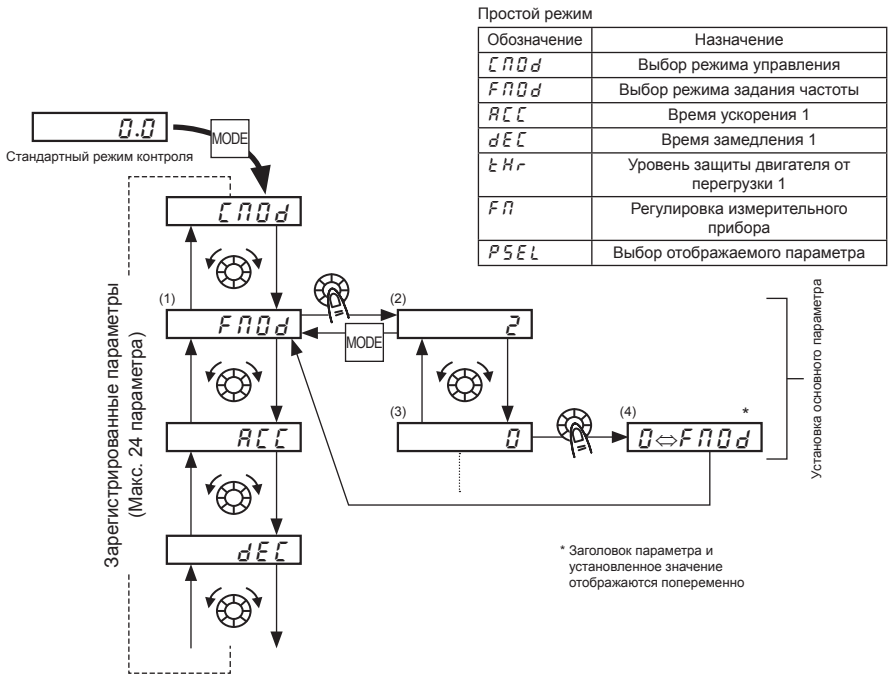 Простой режим
Обозначение Назначение
CMOd Выбор режима управления
FMOd Выбор режима задания частоты
ACC Время ускорения 1
dEC Время замедления 1
tHr Уровень защиты двигателя от
перегрузки 1
FM Регулировка измерительного
прибора
PSEL Выбор отображаемого параметра
0.0
MODE
Стандартный режим контроля
CMOd
Зарегистрированные параметры
(Макс. 24 параметра)
(1)
FMOd
(2)
2
MODE
(3)
0
(4)
*
0⇔FMOd
Установка основного параметра
ACC
dEC
* Заголовок параметра и
установленное значение
отображаются попеременно